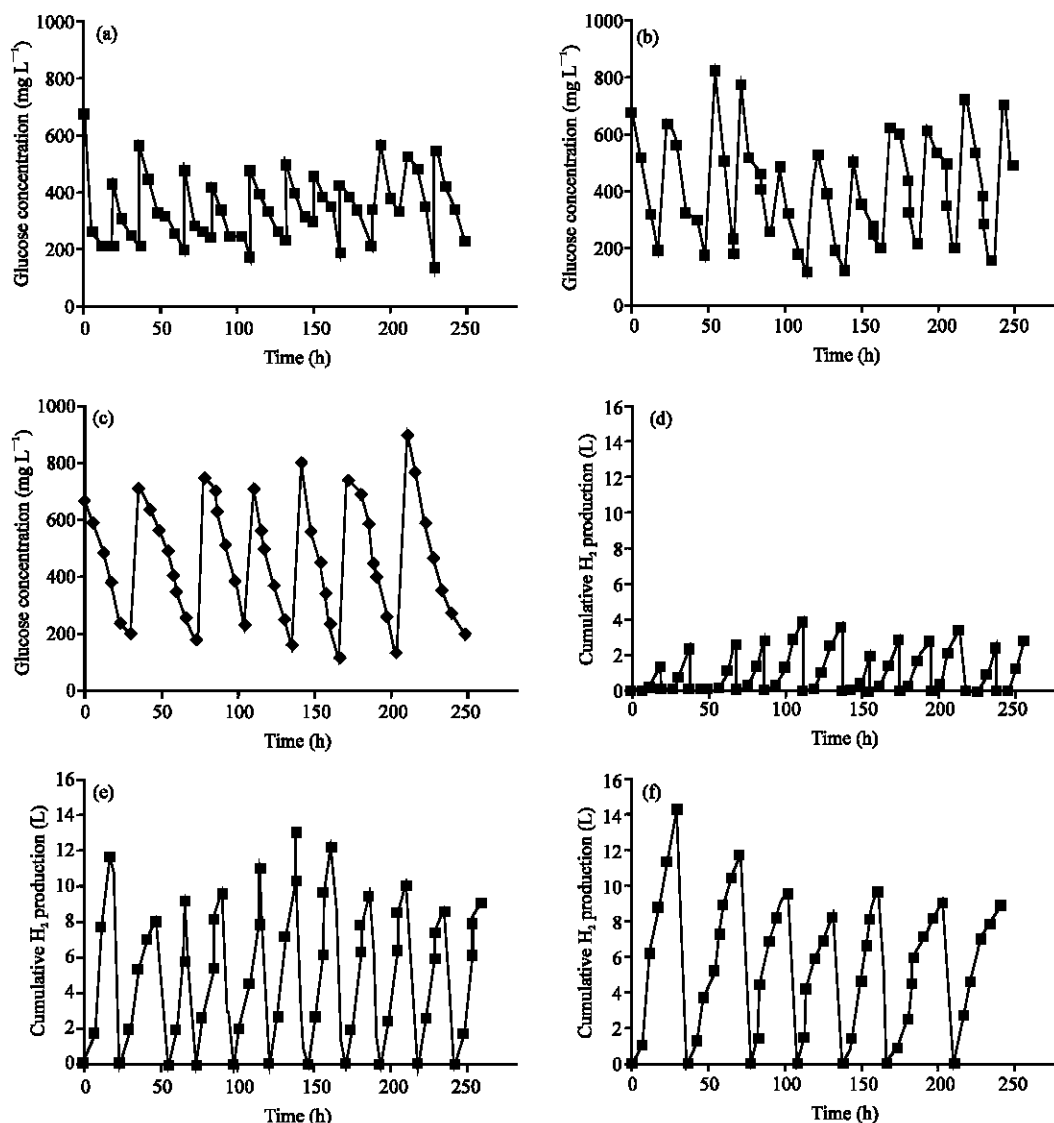 (a)
Glucose concentration (mg L⁻¹)
1000
800
600
400
200
0
0 50 100 150 200 250
Time (h)
(b)
Glucose concentration (mg L⁻¹)
1000
800
600
400
200
0
0 50 100 150 200 250
Time (h)
(c)
Glucose concentration (mg L⁻¹)
1000
800
600
400
200
0
0 50 100 150 200 250
Time (h)
(d)
Cumulative H₂ production (L)
16
14
12
10
8
6
4
2
0
0 50 100 150 200 250
Time (h)
(e)
Cumulative H₂ production (L)
16
14
12
10
8
6
4
2
0
0 50 100 150 200 250
Time (h)
(f)
Cumulative H₂ production (L)
16
14
12
10
8
6
4
2
0
0 50 100 150 200 250
Time (h)